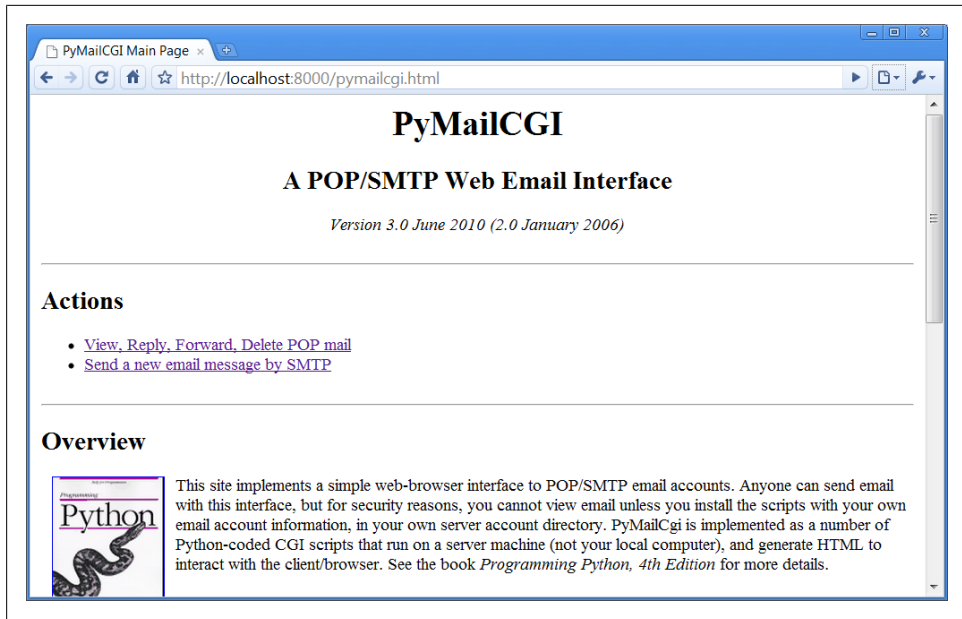 PyMailCGI Main Page
http://localhost:8000/pymailcgi.html
PyMailCGI
A POP/SMTP Web Email Interface
Version 3.0 June 2010 (2.0 January 2006)
Actions
View, Reply, Forward, Delete POP mail
Send a new email message by SMTP
Overview
This site implements a simple web-browser interface to POP/SMTP email accounts. Anyone can send email
with this interface, but for security reasons, you cannot view email unless you install the scripts with your own
email account information, in your own server account directory. PyMailCgi is implemented as a number of
Python-coded CGI scripts that run on a server machine (not your local computer), and generate HTML to
interact with the client/browser. See the book Programming Python, 4th Edition for more details.
Programming
Python